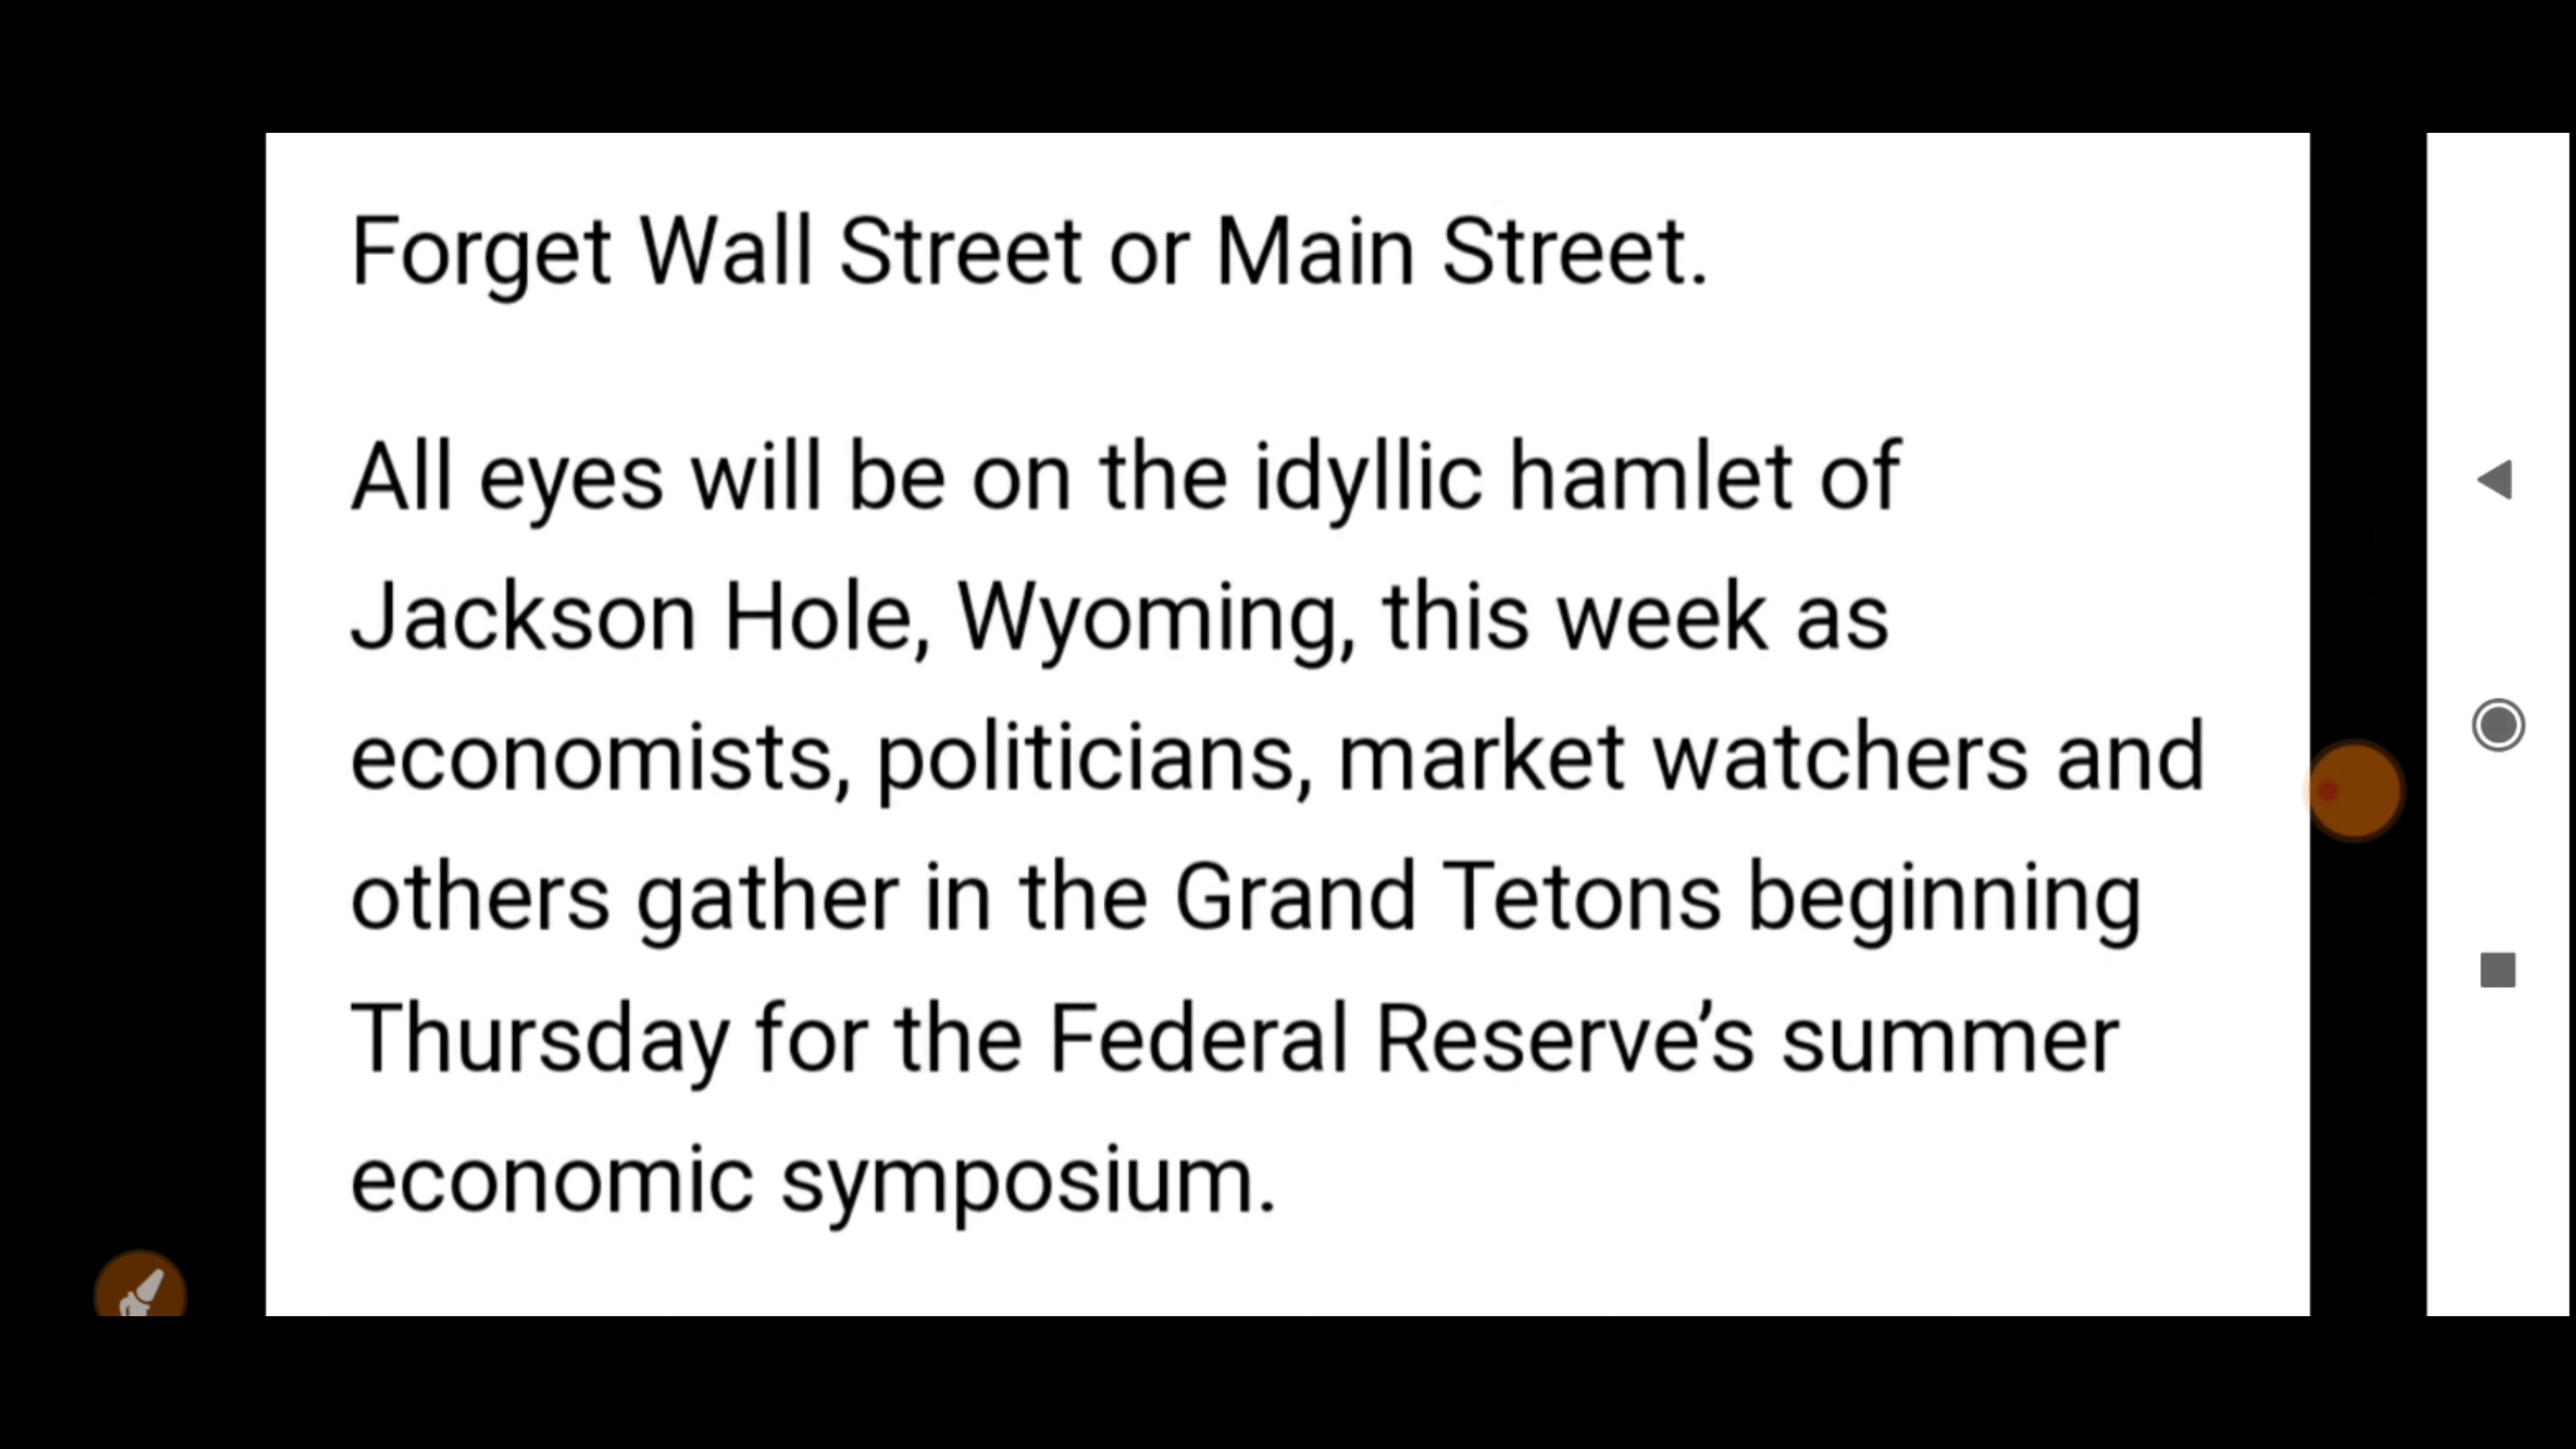 Forget Wall Street or Main Street.
All eyes will be on the idyllic hamlet of
Jackson Hole, Wyoming, this week as
economists, politicians, market watchers and
others gather in the Grand Tetons beginning
Thursday for the Federal Reserve’s summer
economic symposium.